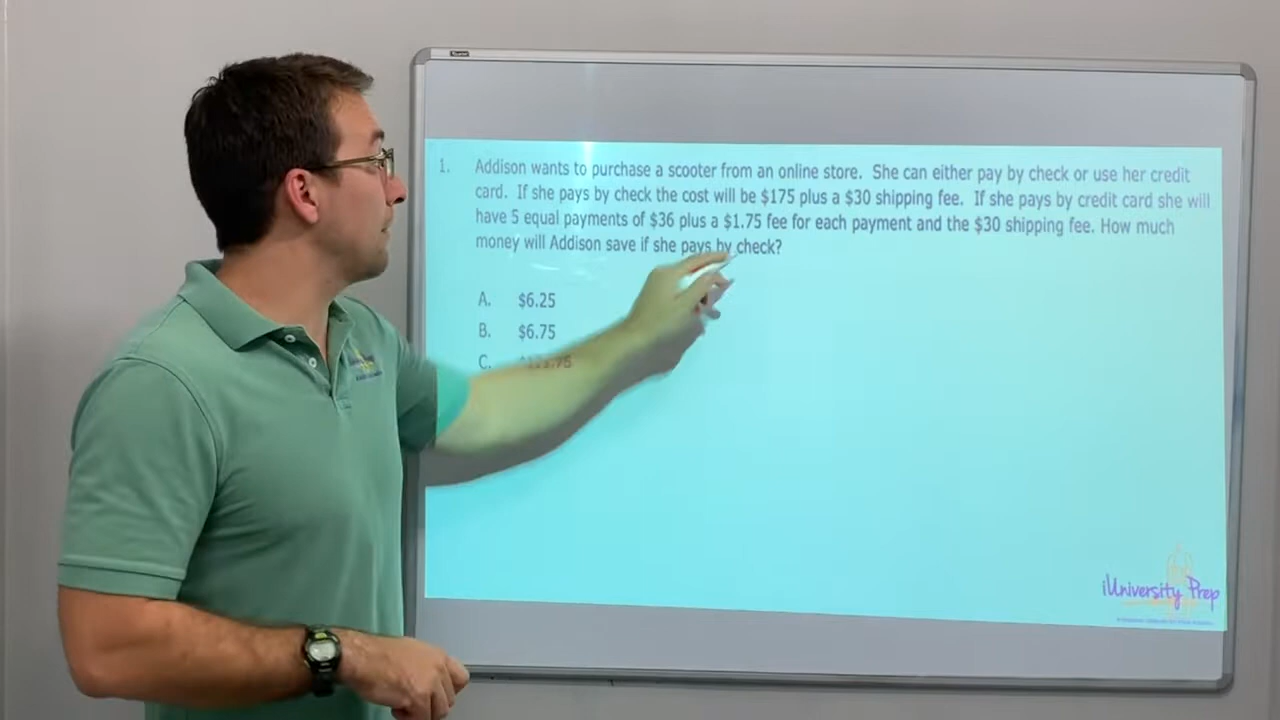 1. Addison wants to purchase a scooter from an online store. She can either pay by check or use her credit
card. If she pays by check the cost will be $175 plus a $30 shipping fee. If she pays by credit card she will
have 5 equal payments of $36 plus a $1.75 fee for each payment and the $30 shipping fee. How much
money will Addison save if she pays by check?
A. $6.25
B. $6.75
C.
iUniversity Prep